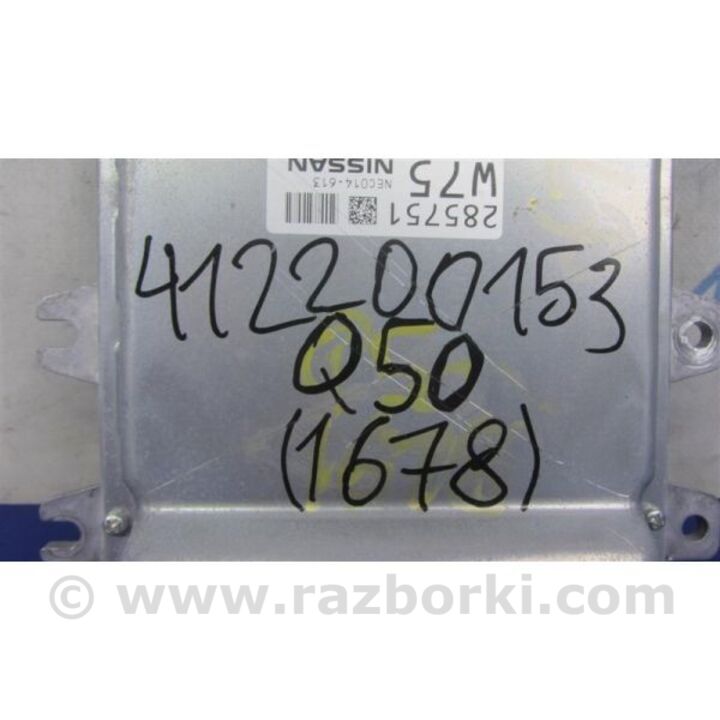 285751
W75
NEC014-613
NISSAN
412200153
Q50
(1678)
© www.razborki.com